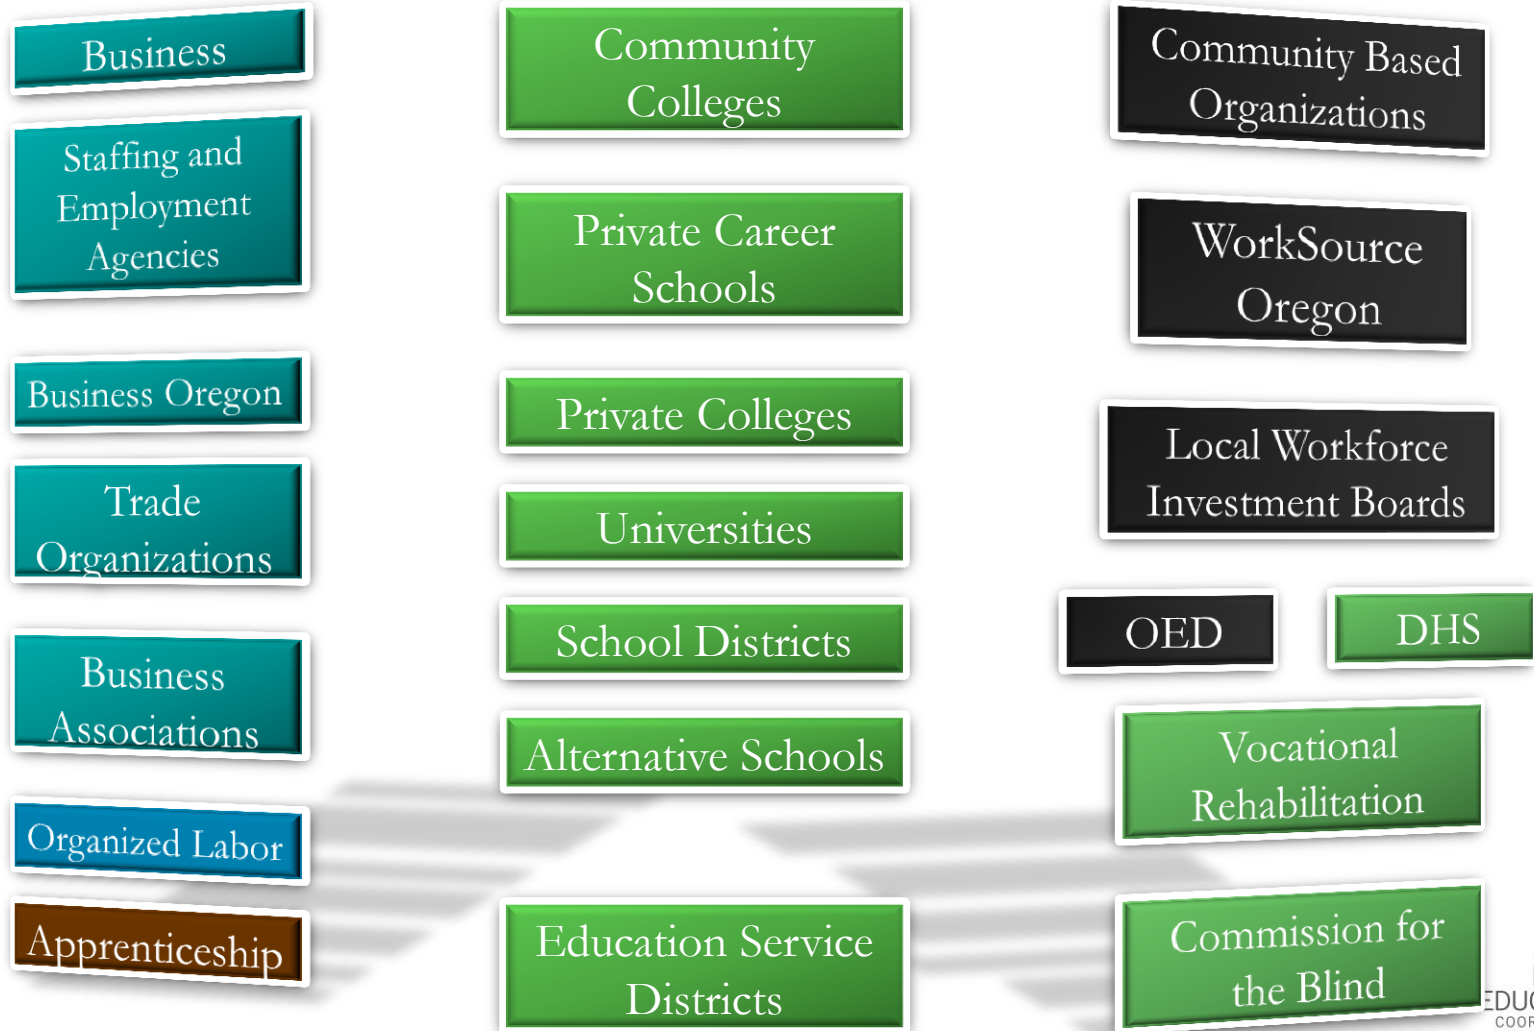 Business
Staffing and
Employment
Agencies
Business Oregon
Trade
Organizations
Business
Associations
Organized Labor
Apprenticeship
Community
Colleges
Private Career
Schools
Private Colleges
Universities
School Districts
Alternative Schools
Education Service
Districts
Community Based
Organizations
WorkSource
Oregon
Local Workforce
Investment Boards
OED
DHS
Vocational
Rehabilitation
Commission for
the Blind